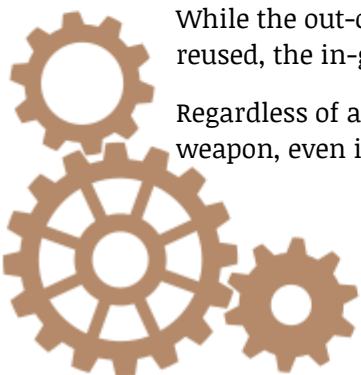 While the out-o
reused, the in-g
Regardless of a
weapon, even i